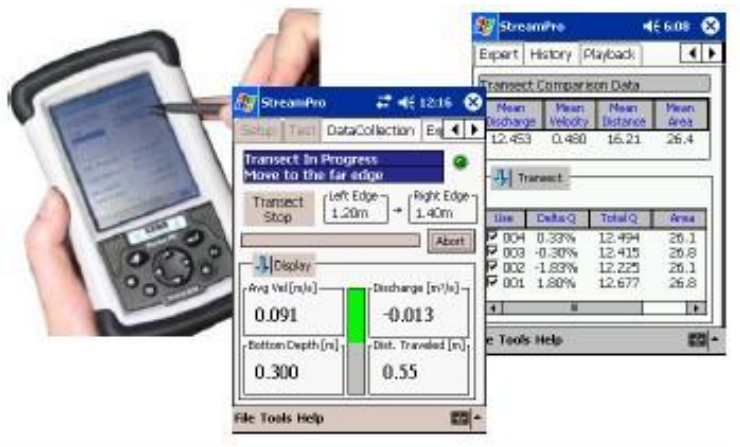 StreamPro 12:16
Setup Test DataCollection
Transect In Progress
Move to the far edge
Transect
Stop
Left Edge
1.20m
Right Edge
1.40m
Abort
Display
Avg Vel[m/s]
0.091
Discharge [m³/s]
-0.013
Bottom Depth[m]
0.300
Dist. Traveled [m]
0.55
File Tools Help
StreamPro 6:08
Expert History Playback
Transect Comparison Data
Mean Discharge Mean Velocity Mean Distance Mean Area
12.453 0.480 16.21 26.4
Transect
Use Delta Q Total Q Area
004 0.33% 12.494 26.1
003 -0.30% 12.415 26.8
002 -1.83% 12.225 26.1
001 1.80% 12.677 26.8
Tools Help